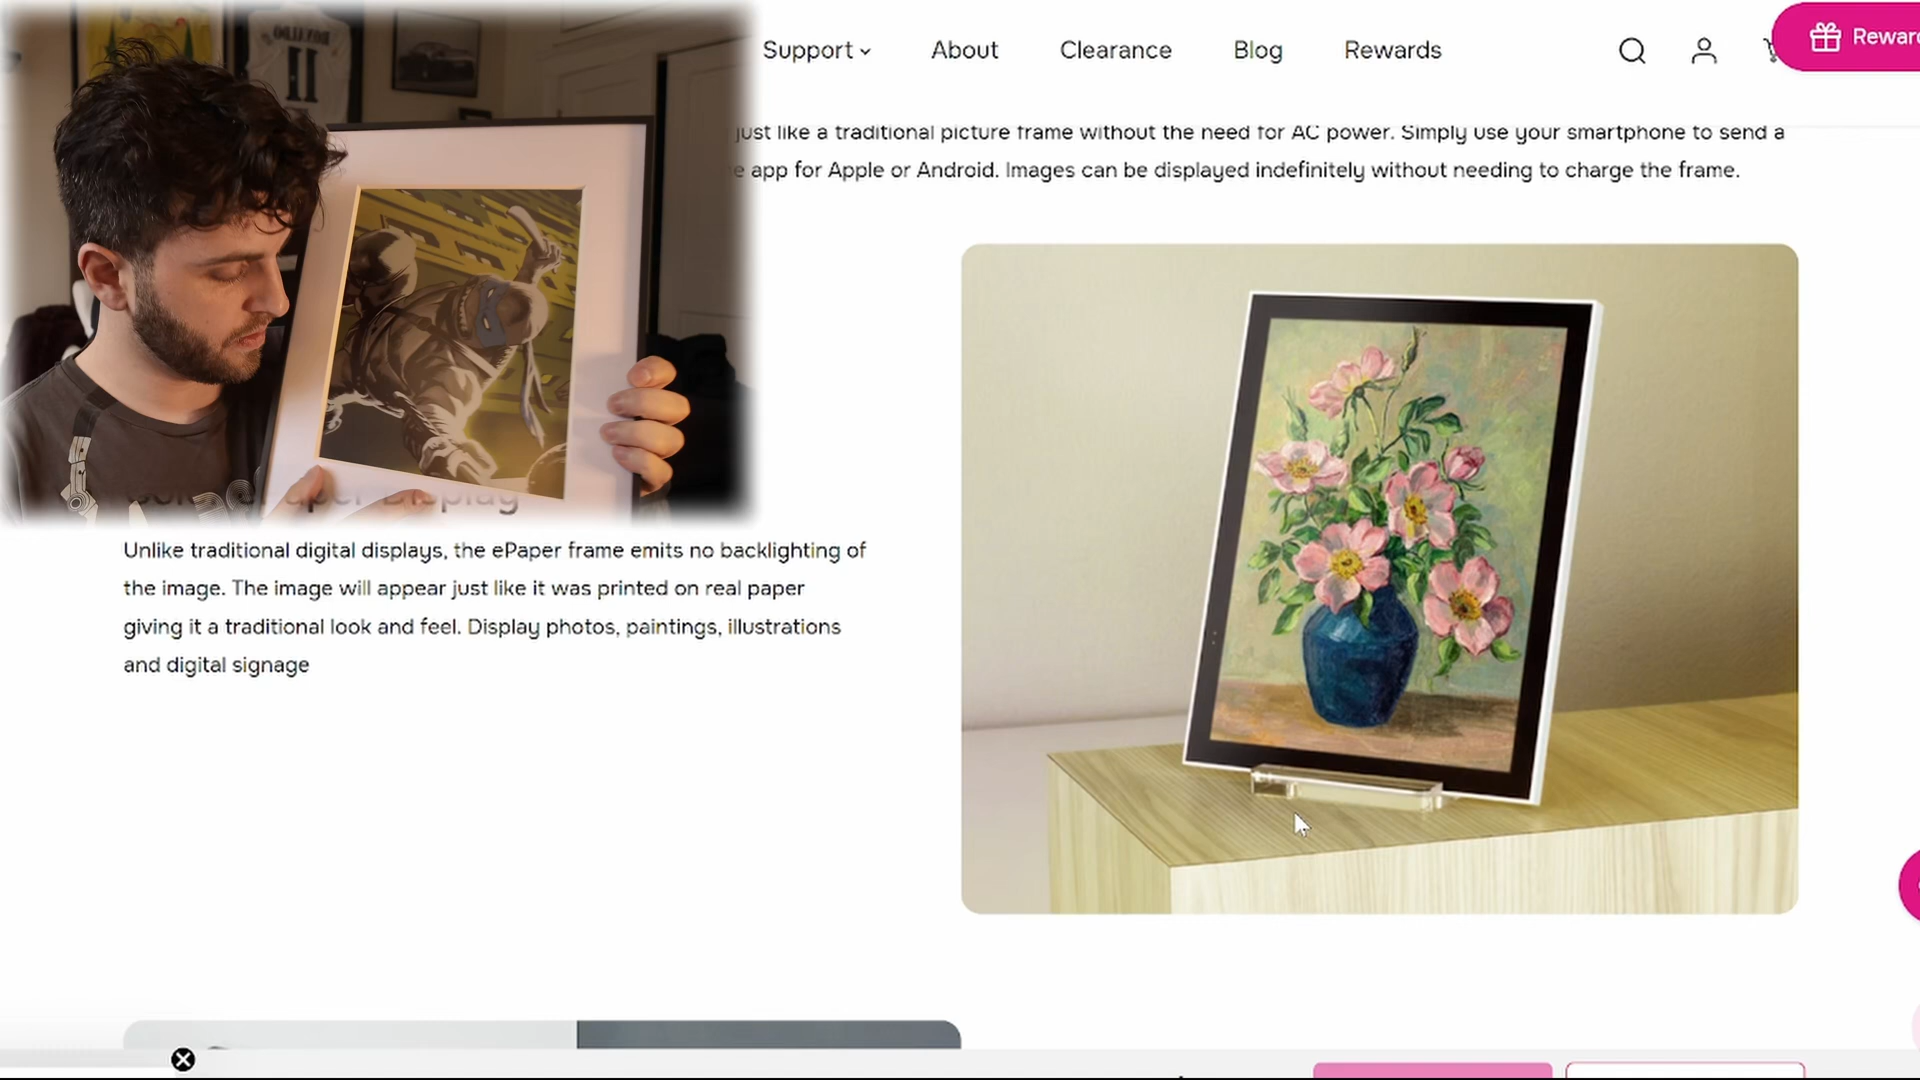 RONALDO
11
Support
About
Clearance
Blog
Rewards
just like a traditional picture frame without the need for AC power. Simply use your smartphone to send a
app for Apple or Android. Images can be displayed indefinitely without needing to charge the frame.
Display
Unlike traditional digital displays, the ePaper frame emits no backlighting of
the image. The image will appear just like it was printed on real paper
giving it a traditional look and feel. Display photos, paintings, illustrations
and digital signage